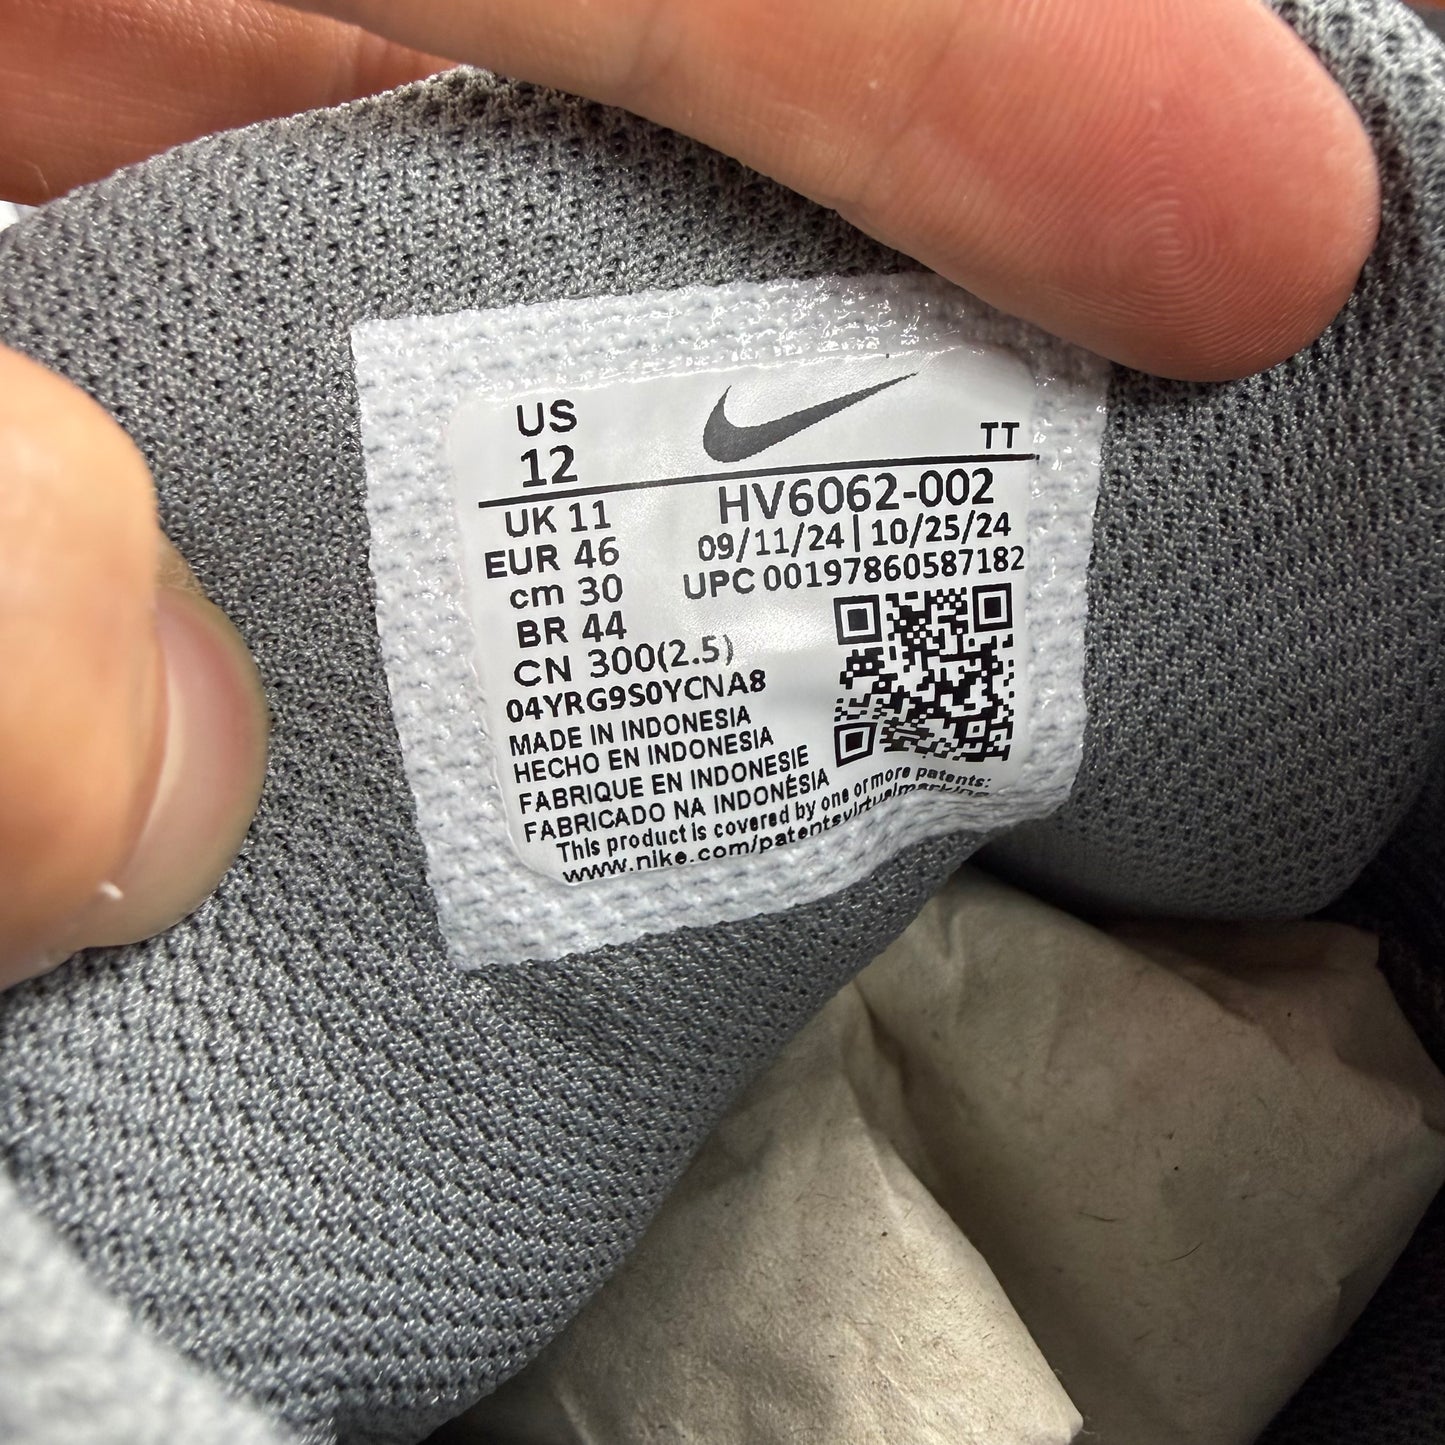 US
12
TT
UK 11
EUR 46
cm 30
BR 44
CN 300(2.5)
HV6062-002
09/11/24 | 10/25/24
UPC 00197860587182
04YRG9S0YCNA8
MADE IN INDONESIA
HECHO EN INDONESIA
FABRIQUE EN INDONESIE
FABRICADO NA INDONÉSIA
This product is covered by one or more patents:
www.nike.com/patentsvirtualmarking